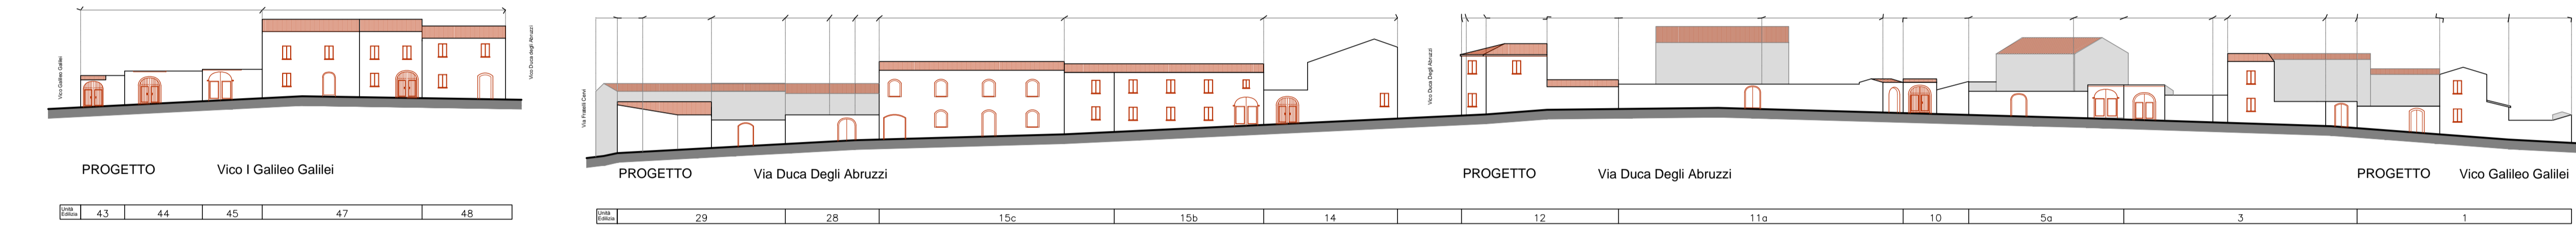 Vico Galileo Galilei
Vico Duca degli Abruzzi
PROGETTO Vico I Galileo Galilei
Unità
Edilizia 43 44 45 47 48
Via Fratelli Cervi
Vico Duca Degli Abruzzi
PROGETTO Via Duca Degli Abruzzi
PROGETTO Via Duca Degli Abruzzi
PROGETTO Vico Galileo Galilei
Unità
Edilizia 29 28 15c 15b 14 12 11a 10 5a 3 1